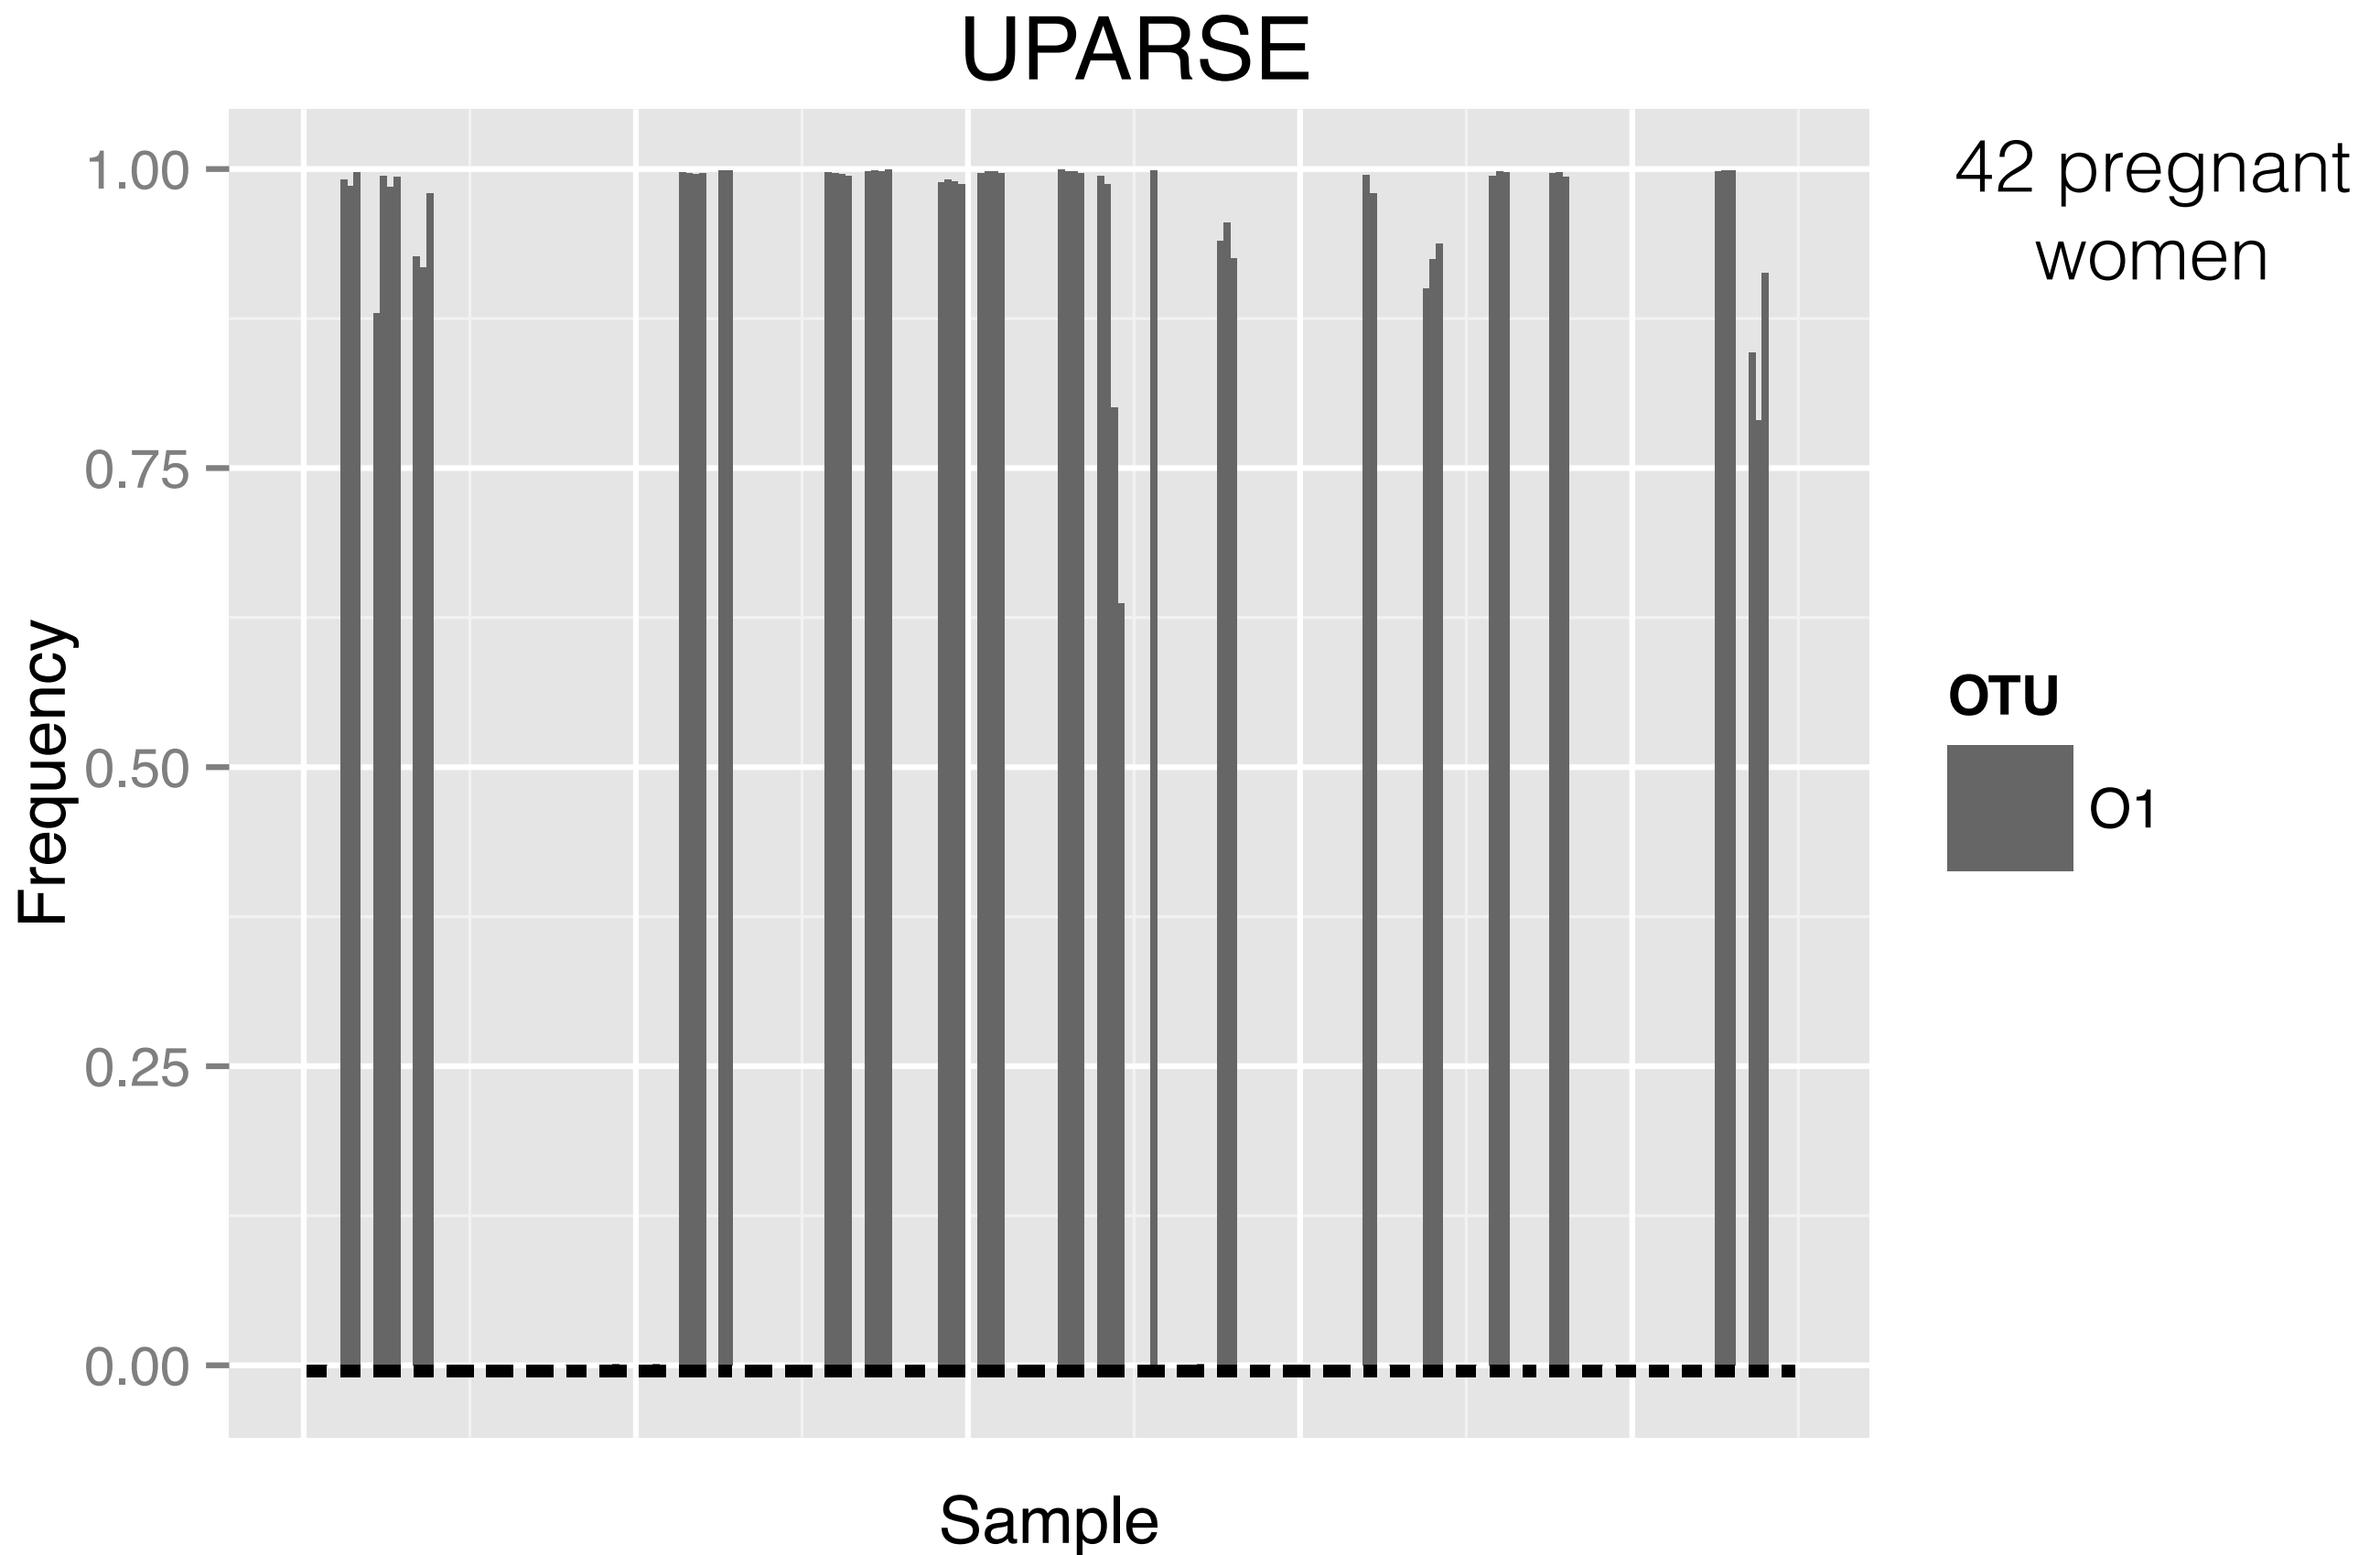 UPARSE
42 pregnant
women
1.00
0.75
0.50
0.25
0.00
Frequency
Sample
OTU
O1